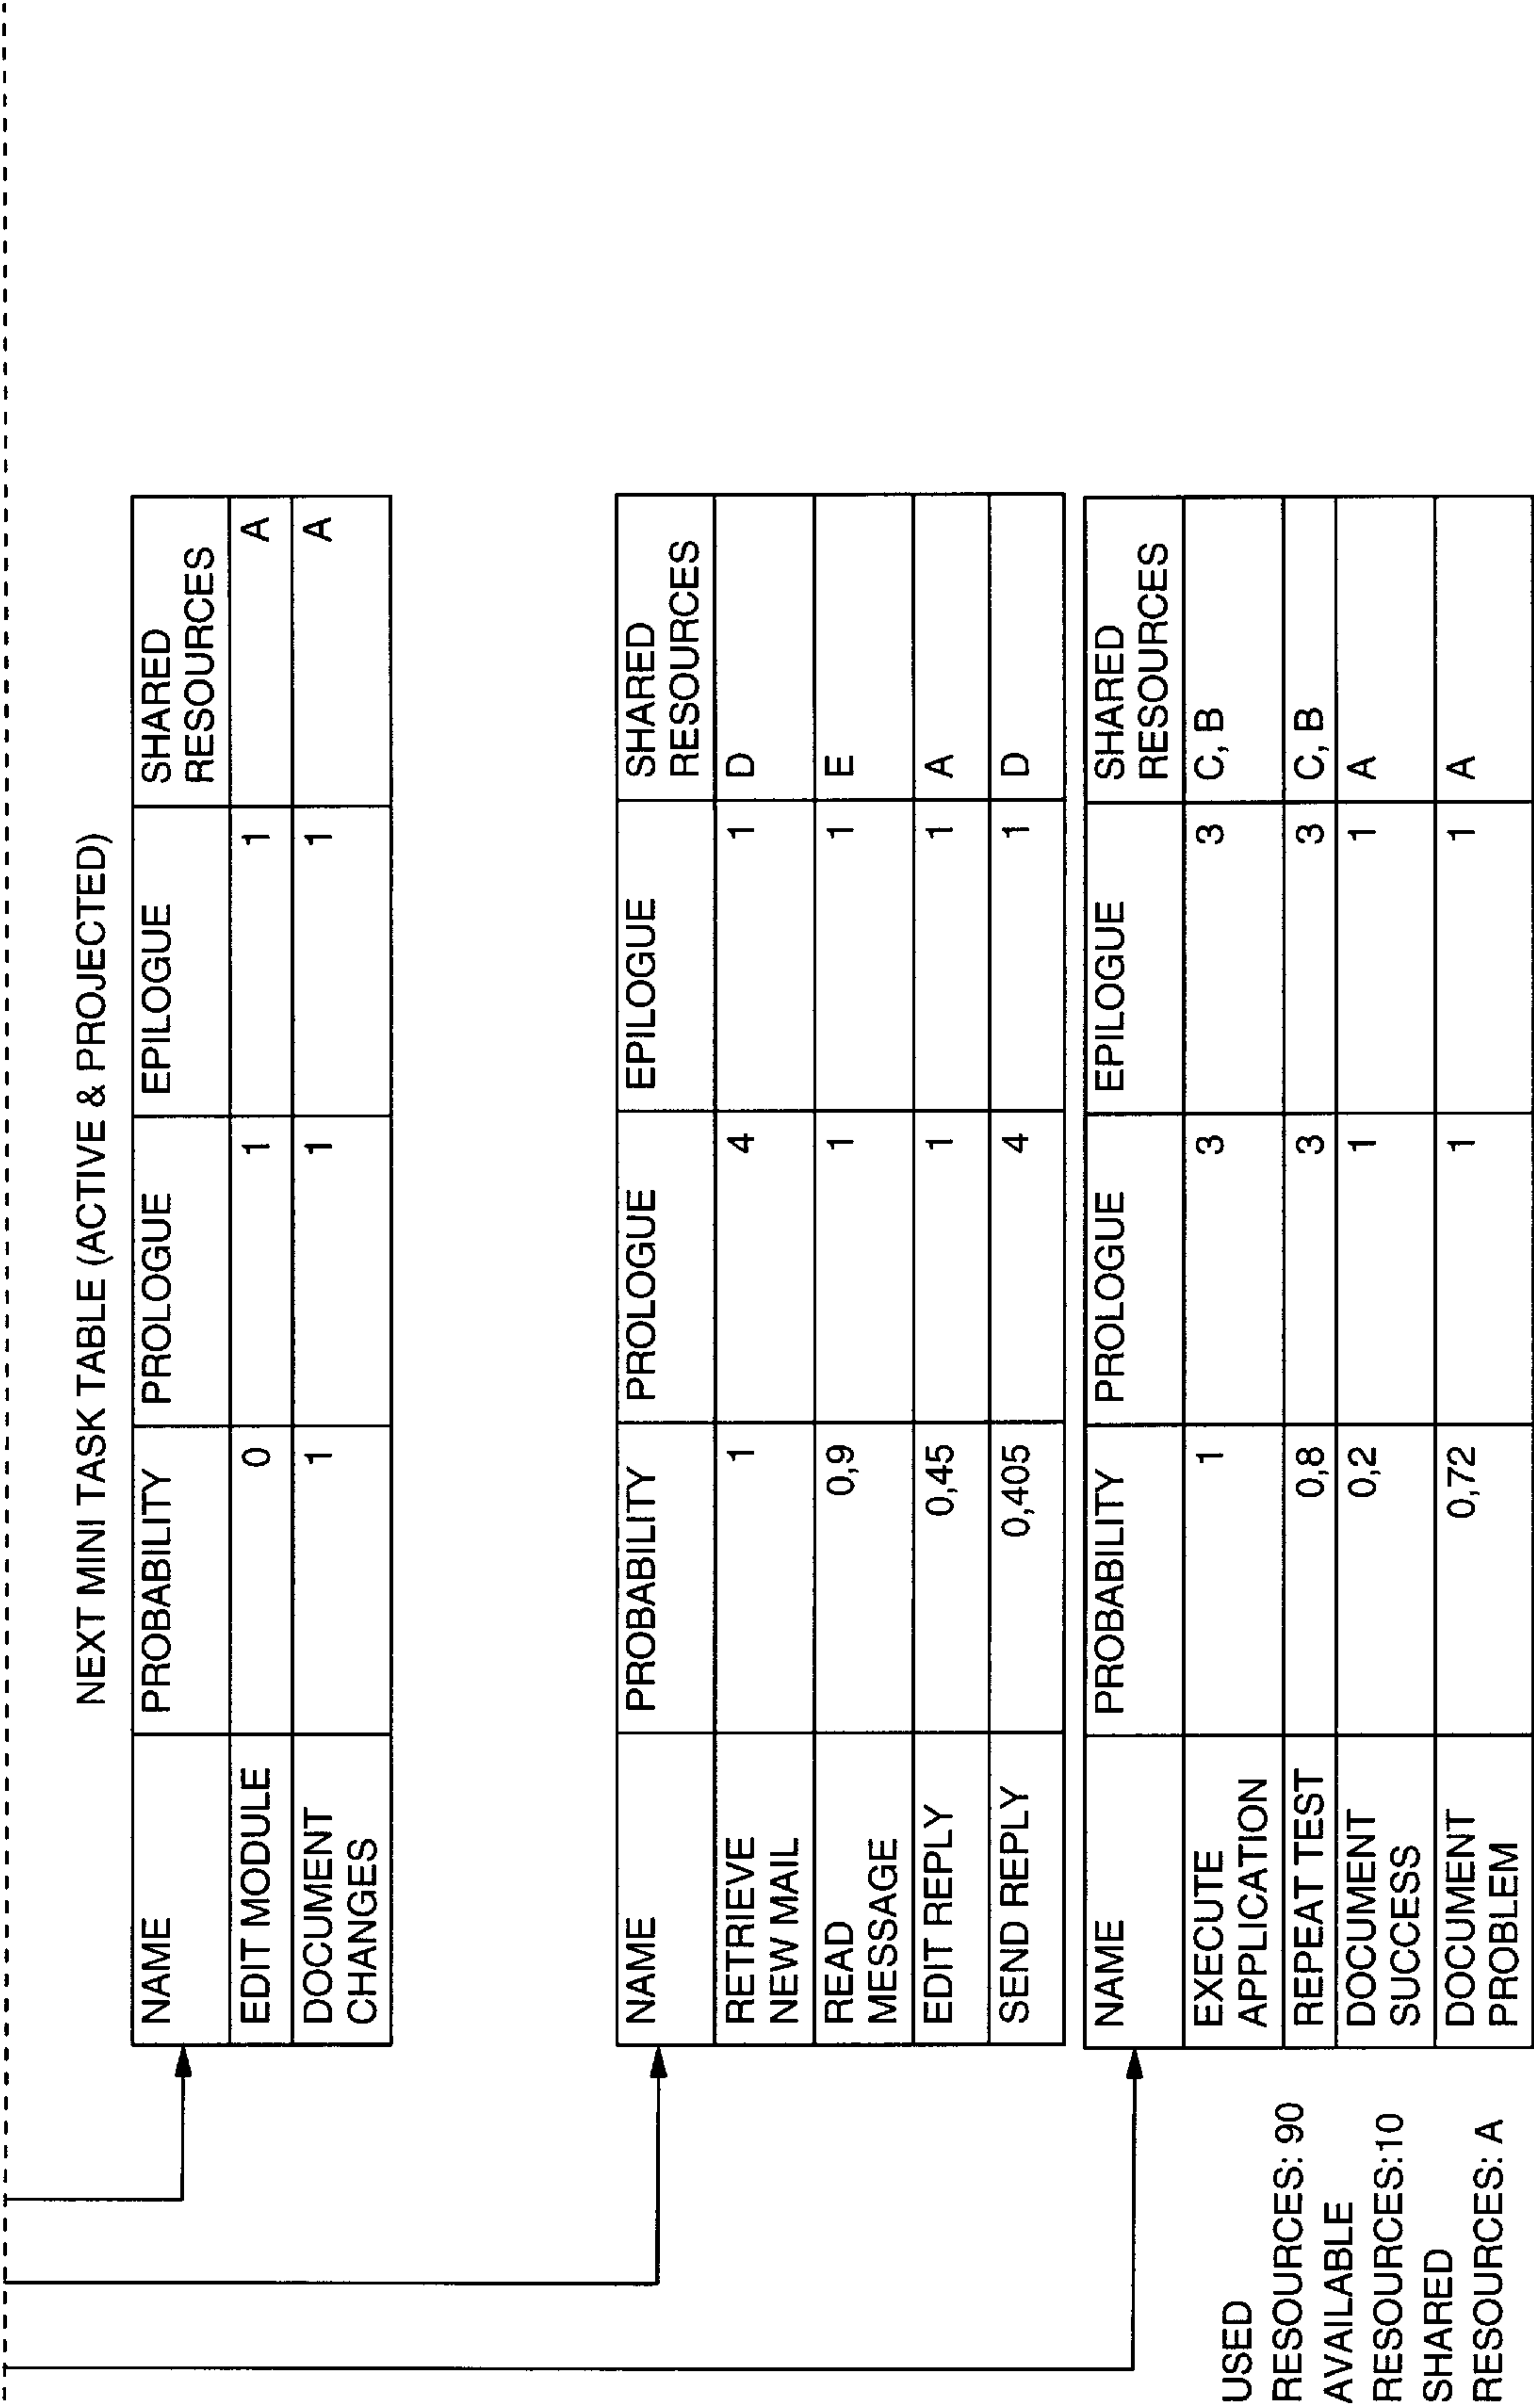 NEXT MINI TASK TABLE (ACTIVE & PROJECTED)
NAME PROBABILITY PROLOGUE EPILOGUE SHARED
RESOURCES
EDIT MODULE 0 1 1 A
DOCUMENT 1 1 1 A
CHANGES
NAME PROBABILITY PROLOGUE EPILOGUE SHARED
RESOURCES
RETRIEVE 1 4 1 D
NEW MAIL
READ 0,9 1 1 E
MESSAGE
EDIT REPLY 0,45 1 1 A
SEND REPLY 0,405 4 1 D
NAME PROBABILITY PROLOGUE EPILOGUE SHARED
RESOURCES
EXECUTE 1 3 3 C, B
APPLICATION
REPEAT TEST 0,8 3 3 C, B
DOCUMENT 0,2 1 1 A
SUCCESS
DOCUMENT 0,72 1 1 A
PROBLEM
USED
RESOURCES: 90
AVAILABLE
RESOURCES:10
SHARED
RESOURCES: A